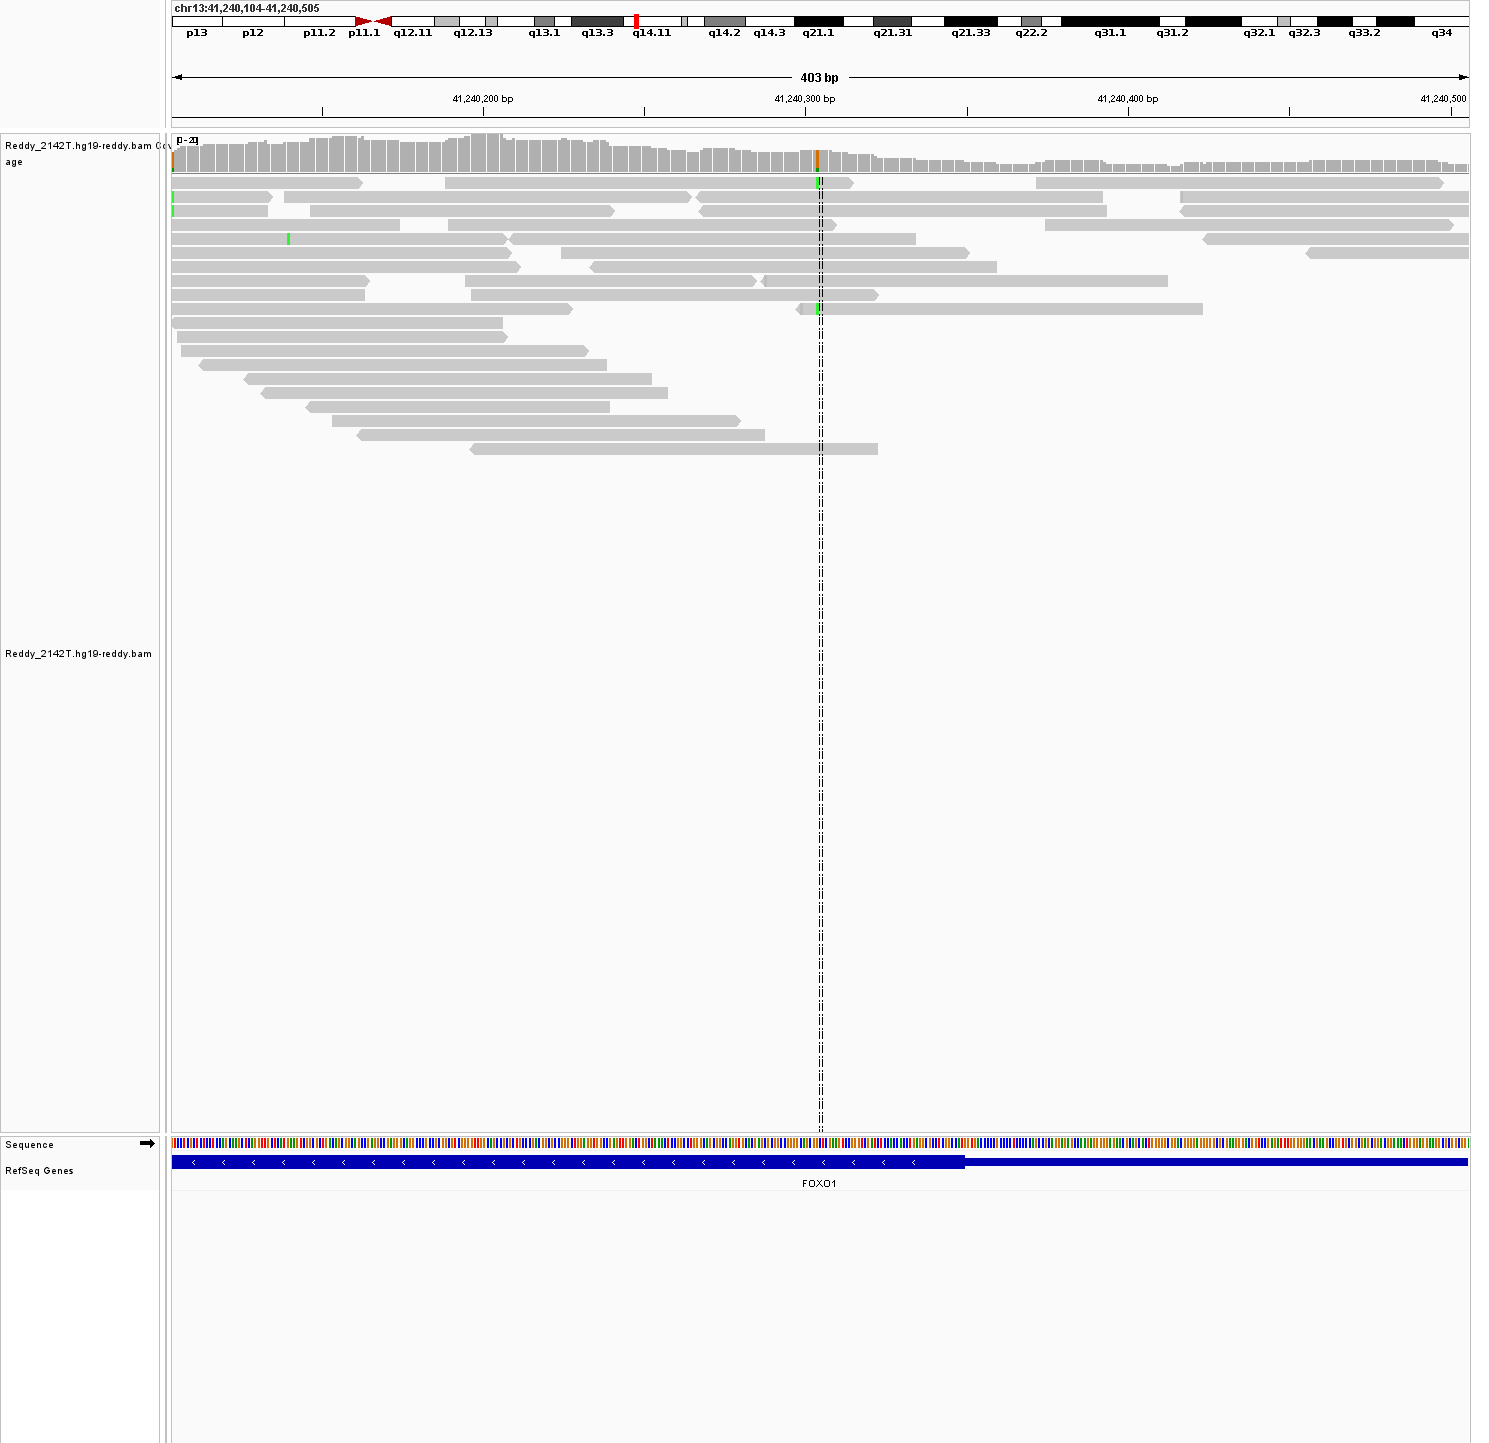 chr13:41,240,104-41,240,505
p13 p12 p11.2 p11.1 q12.11 q12.13 q13.1 q13.3 q14.11 q14.2 q14.3 q21.1 q21.31 q21.33 q22.2 q31.1 q31.2 q32.1 q32.3 q33.2 q34
403 bp
41,240,200 bp 41,240,300 bp 41,240,400 bp 41,240,500
[0 - 20]
Reddy_2142T.hg19-reddy.bam Cov
age
Reddy_2142T.hg19-reddy.bam
Sequence
RefSeq Genes
FOXO1